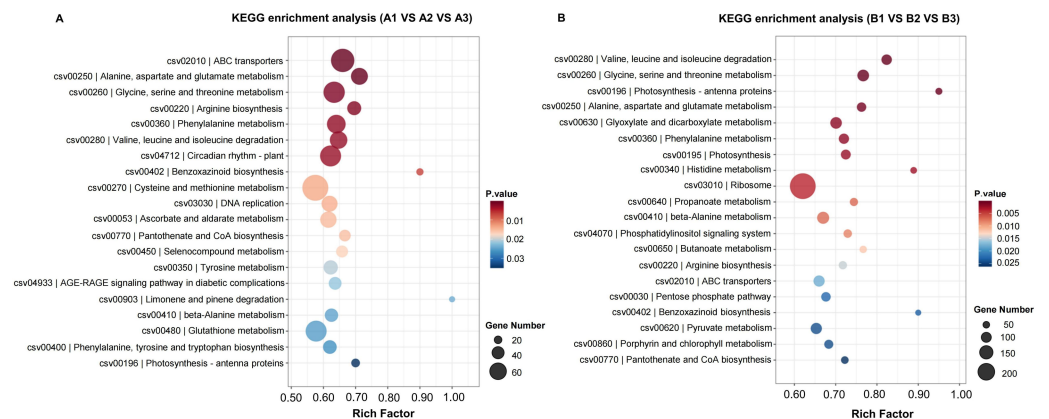 A
KEGG enrichment analysis (A1 VS A2 VS A3)
csv02010 | ABC transporters
csv00250 | Alanine, aspartate and glutamate metabolism
csv00260 | Glycine, serine and threonine metabolism
csv00220 | Arginine biosynthesis
csv00360 | Phenylalanine metabolism
csv00280 | Valine, leucine and isoleucine degradation
csv04712 | Circadian rhythm - plant
csv00402 | Benzoxazinoid biosynthesis
csv00270 | Cysteine and methionine metabolism
csv03030 | DNA replication
csv00053 | Ascorbate and aldarate metabolism
csv00770 | Pantothenate and CoA biosynthesis
csv00450 | Selenocompound metabolism
csv00350 | Tyrosine metabolism
csv04933 | AGE-RAGE signaling pathway in diabetic complications
csv00903 | Limonene and pinene degradation
csv00410 | beta-Alanine metabolism
csv00480 | Glutathione metabolism
csv00400 | Phenylalanine, tyrosine and tryptophan biosynthesis
csv00196 | Photosynthesis - antenna proteins
0.50 0.60 0.70 0.80 0.90 1.00
Rich Factor
P.value
0.01
0.02
0.03
Gene Number
20
40
60
B
KEGG enrichment analysis (B1 VS B2 VS B3)
csv00280 | Valine, leucine and isoleucine degradation
csv00260 | Glycine, serine and threonine metabolism
csv00196 | Photosynthesis - antenna proteins
csv00250 | Alanine, aspartate and glutamate metabolism
csv00630 | Glyoxylate and dicarboxylate metabolism
csv00360 | Phenylalanine metabolism
csv00195 | Photosynthesis
csv00340 | Histidine metabolism
csv03010 | Ribosome
csv00640 | Propanoate metabolism
csv00410 | beta-Alanine metabolism
csv04070 | Phosphatidylinositol signaling system
csv00650 | Butanoate metabolism
csv00220 | Arginine biosynthesis
csv02010 | ABC transporters
csv00030 | Pentose phosphate pathway
csv00402 | Benzoxazinoid biosynthesis
csv00620 | Pyruvate metabolism
csv00860 | Porphyrin and chlorophyll metabolism
csv00770 | Pantothenate and CoA biosynthesis
0.60 0.70 0.80 0.90 1.00
Rich Factor
P.value
0.005
0.010
0.015
0.020
0.025
Gene Number
50
100
150
200